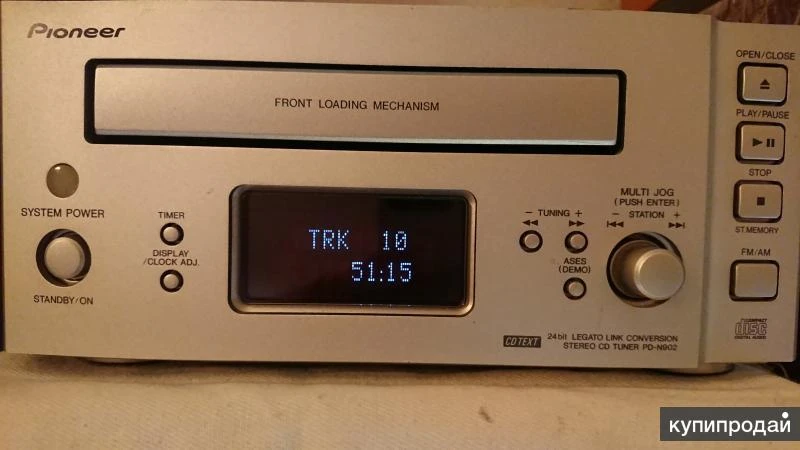 Pioneer
FRONT LOADING MECHANISM
OPEN/CLOSE
PLAY/PAUSE
STOP
ST.MEMORY
FM/AM
SYSTEM POWER
STANDBY/ON
TIMER
DISPLAY
/CLOCK ADJ.
TRK 10
51:15
– TUNING +
ASES
(DEMO)
MULTI JOG
(PUSH ENTER)
– STATION +
CD TEXT
24bit LEGATO LINK CONVERSION
STEREO CD TUNER PD-N902
COMPACT
disc
DIGITAL AUDIO
купипродай